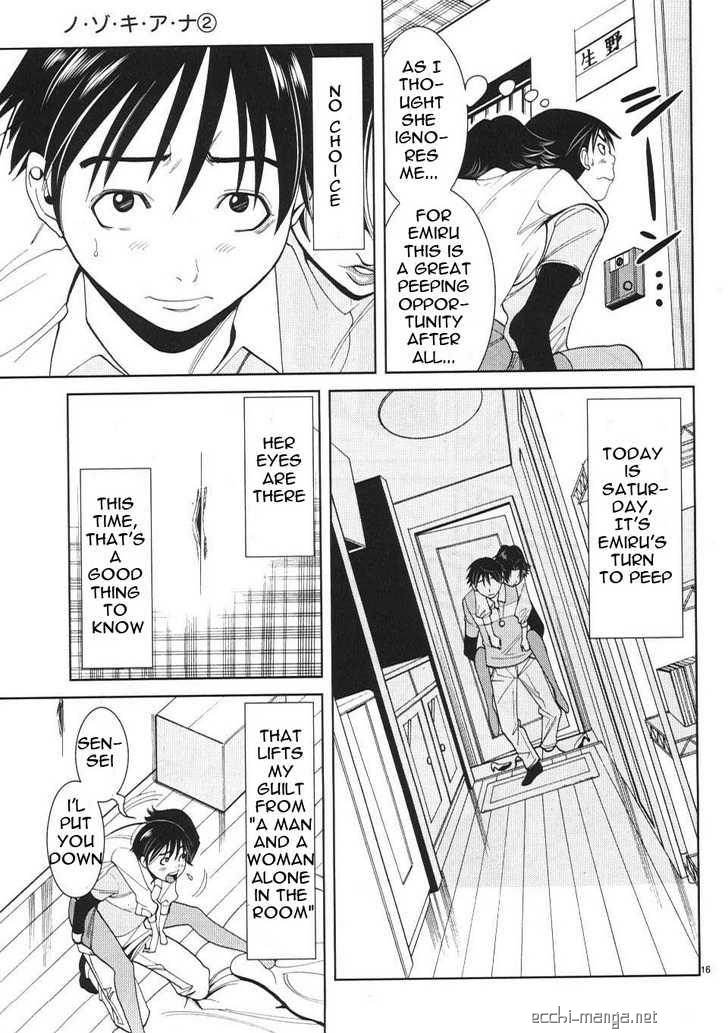 ノ・ゾ・キ・ア・ナ②
生野
AS I
THO-
UGHT
SHE
IGNO-
RES
ME...
FOR
EMIRU
THIS IS
A GREAT
PEEPING
OPPOR-
TUNITY
AFTER
ALL...
NO CHOICE
TODAY
IS
SATUR-
DAY,
IT'S
EMIRU'S
TURN
TO PEEP
HER
EYES ARE
THERE
THIS
TIME,
THAT'S
A
GOOD
THING
TO
KNOW
THAT
LIFTS
MY
GUILT
FROM
"A MAN
AND A
WOMAN
ALONE
IN THE
ROOM"
SEN-
SEI
I'L
PUT
YOU
DOWN
16
ecchi-manga.net